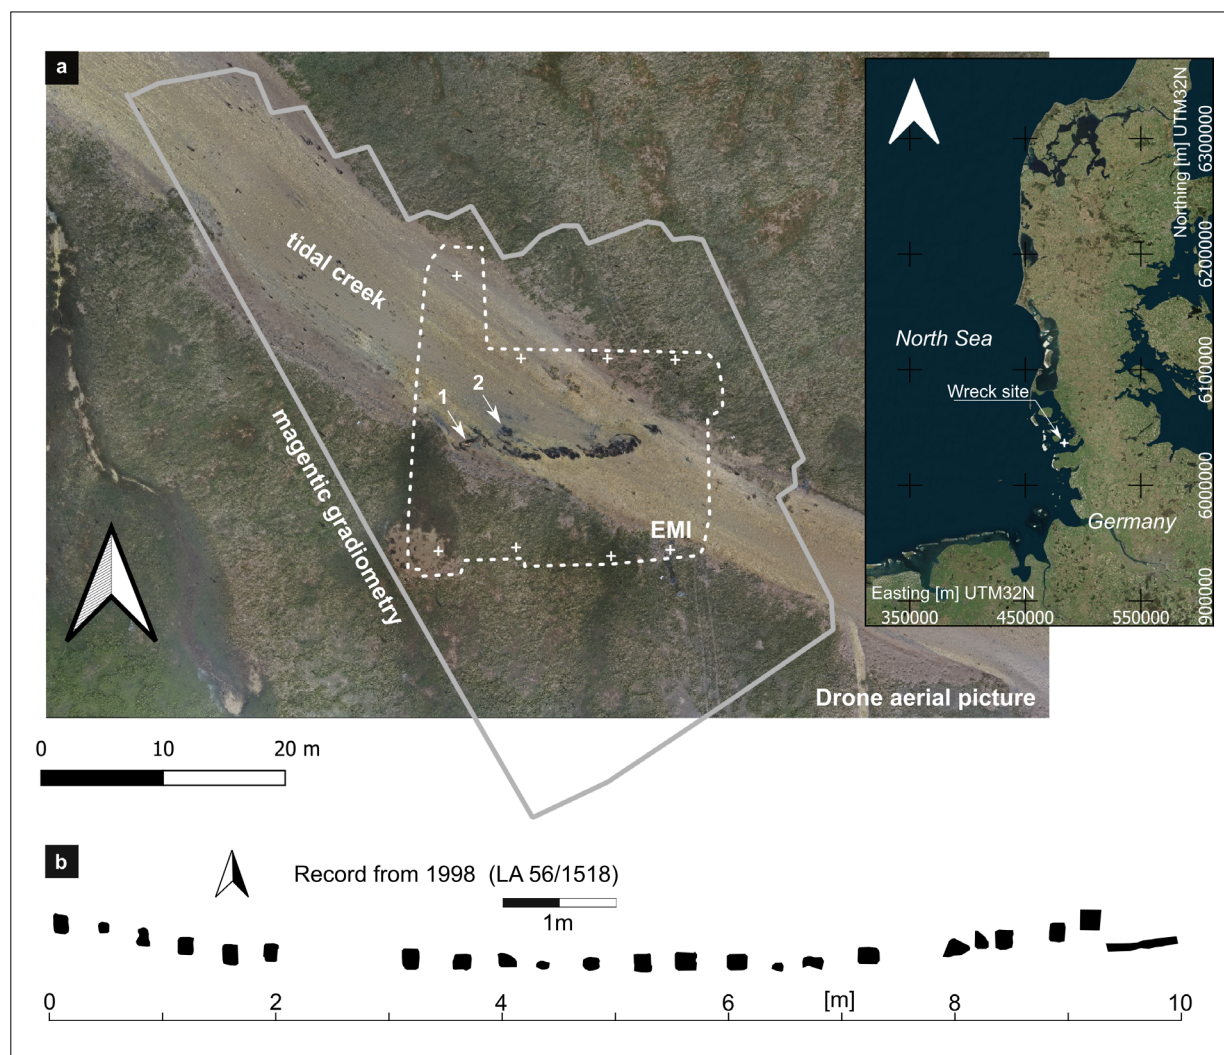 a
tidal creek
1
2
magentic gradiometry
EMI
Drone aerial picture
0 10 20 m
Northing [m] UTM32N
6300000
6200000
6100000
6000000
900000
North Sea
Wreck site
Germany
Easting [m] UTM32N
350000 450000 550000
b
Record from 1998 (LA 56/1518)
1m
0 2 4 6 [m] 8 10